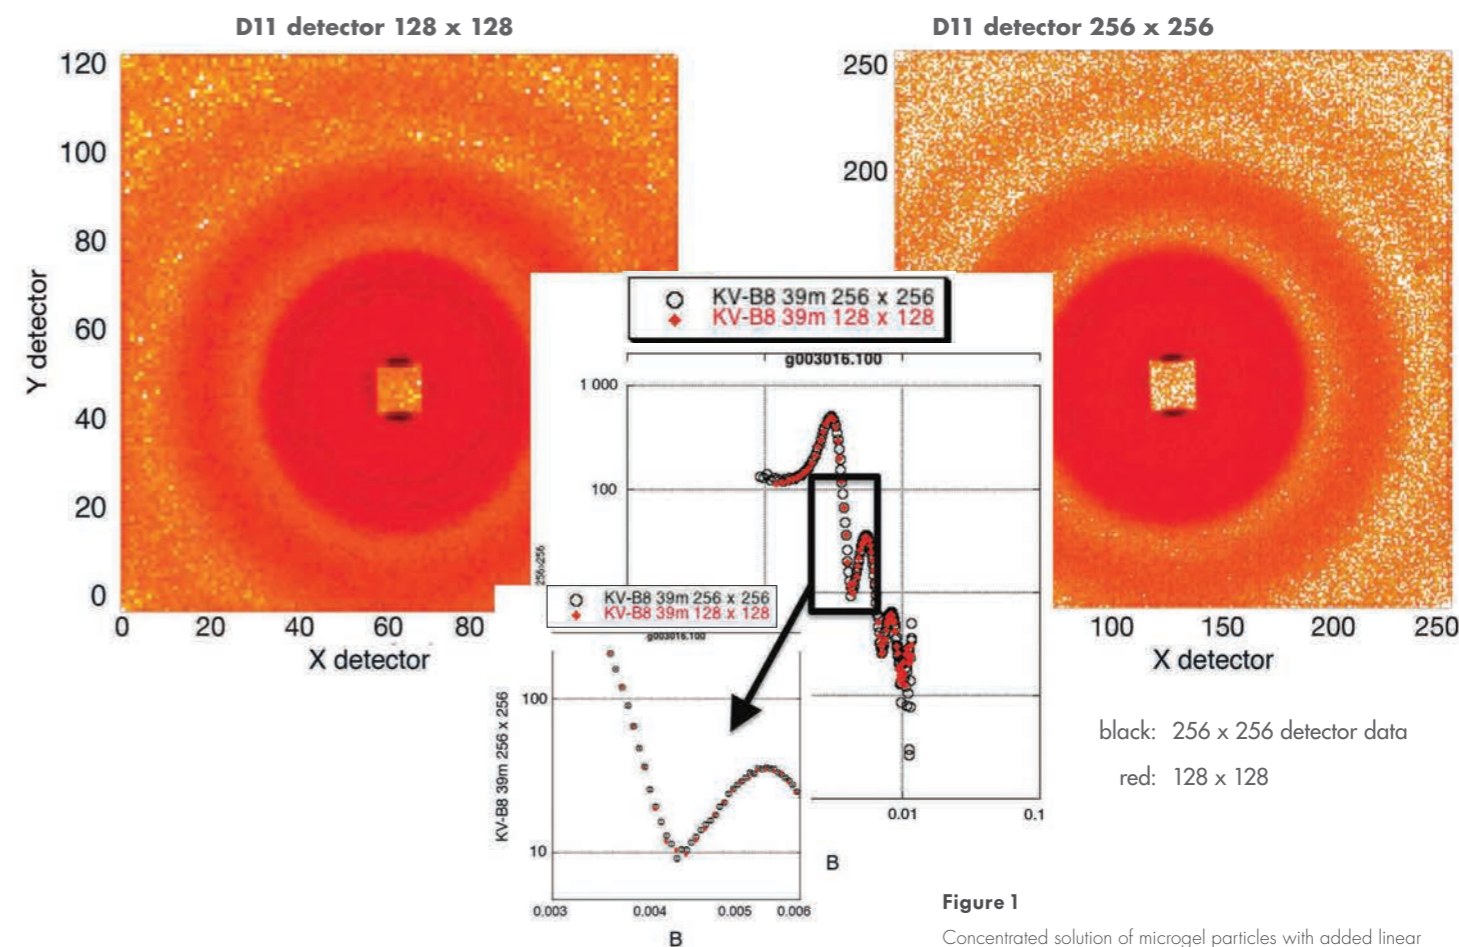 D11 detector 128 x 128
D11 detector 256 x 256
120
100
80
60
40
20
0
Y detector
0
20
40
60
80
X detector
250
200
100
150
200
250
X detector
KV-B8 39m 256 x 256
KV-B8 39m 128 x 128
g003016.100
1 000
100
256x256
0.01
0.1
B
KV-B8 39m 256 x 256
KV-B8 39m 128 x 128
g003016.100
KV-B8 39m 256 x 256
100
10
0.003
0.004
0.005
0.006
B
black: 256 x 256 detector data
red: 128 x 128
Figure 1
Concentrated solution of microgel particles with added linear